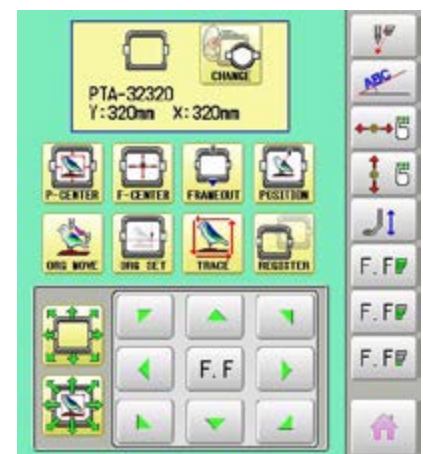 CHANGE
PTA-32320
Y:320mm X:320mm
P-CENTER F-CENTER FRAMEOUT POSITION
ORG MOVE ORG SET TRACE REGISTER
F.F
ABC
F.F
F.F
F.F